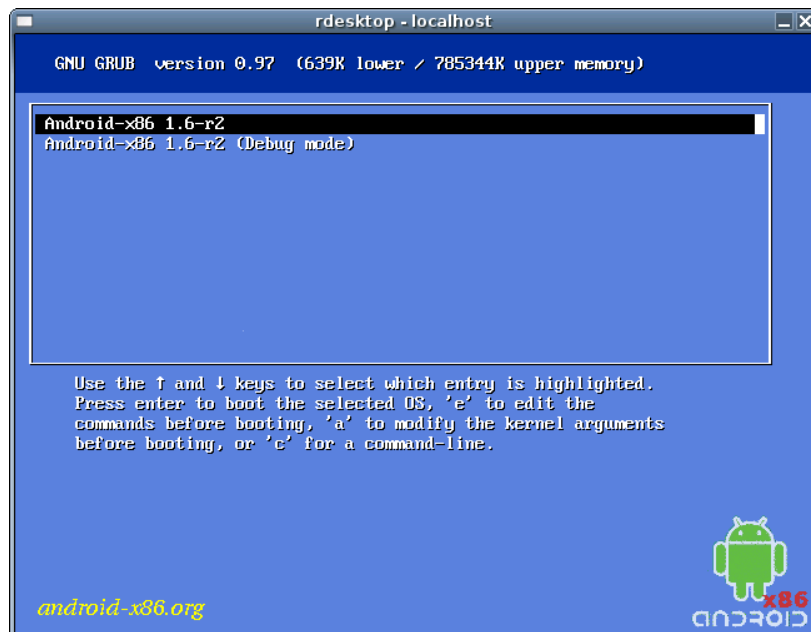 rdesktop - localhost
GNU GRUB version 0.97 (639K lower / 785344K upper memory)
Android-x86 1.6-r2
Android-x86 1.6-r2 (Debug mode)
Use the ↑ and ↓ keys to select which entry is highlighted.
Press enter to boot the selected OS, 'e' to edit the
commands before booting, 'a' to modify the kernel arguments
before booting, or 'c' for a command-line.
android-x86.org
x86
ANDROID